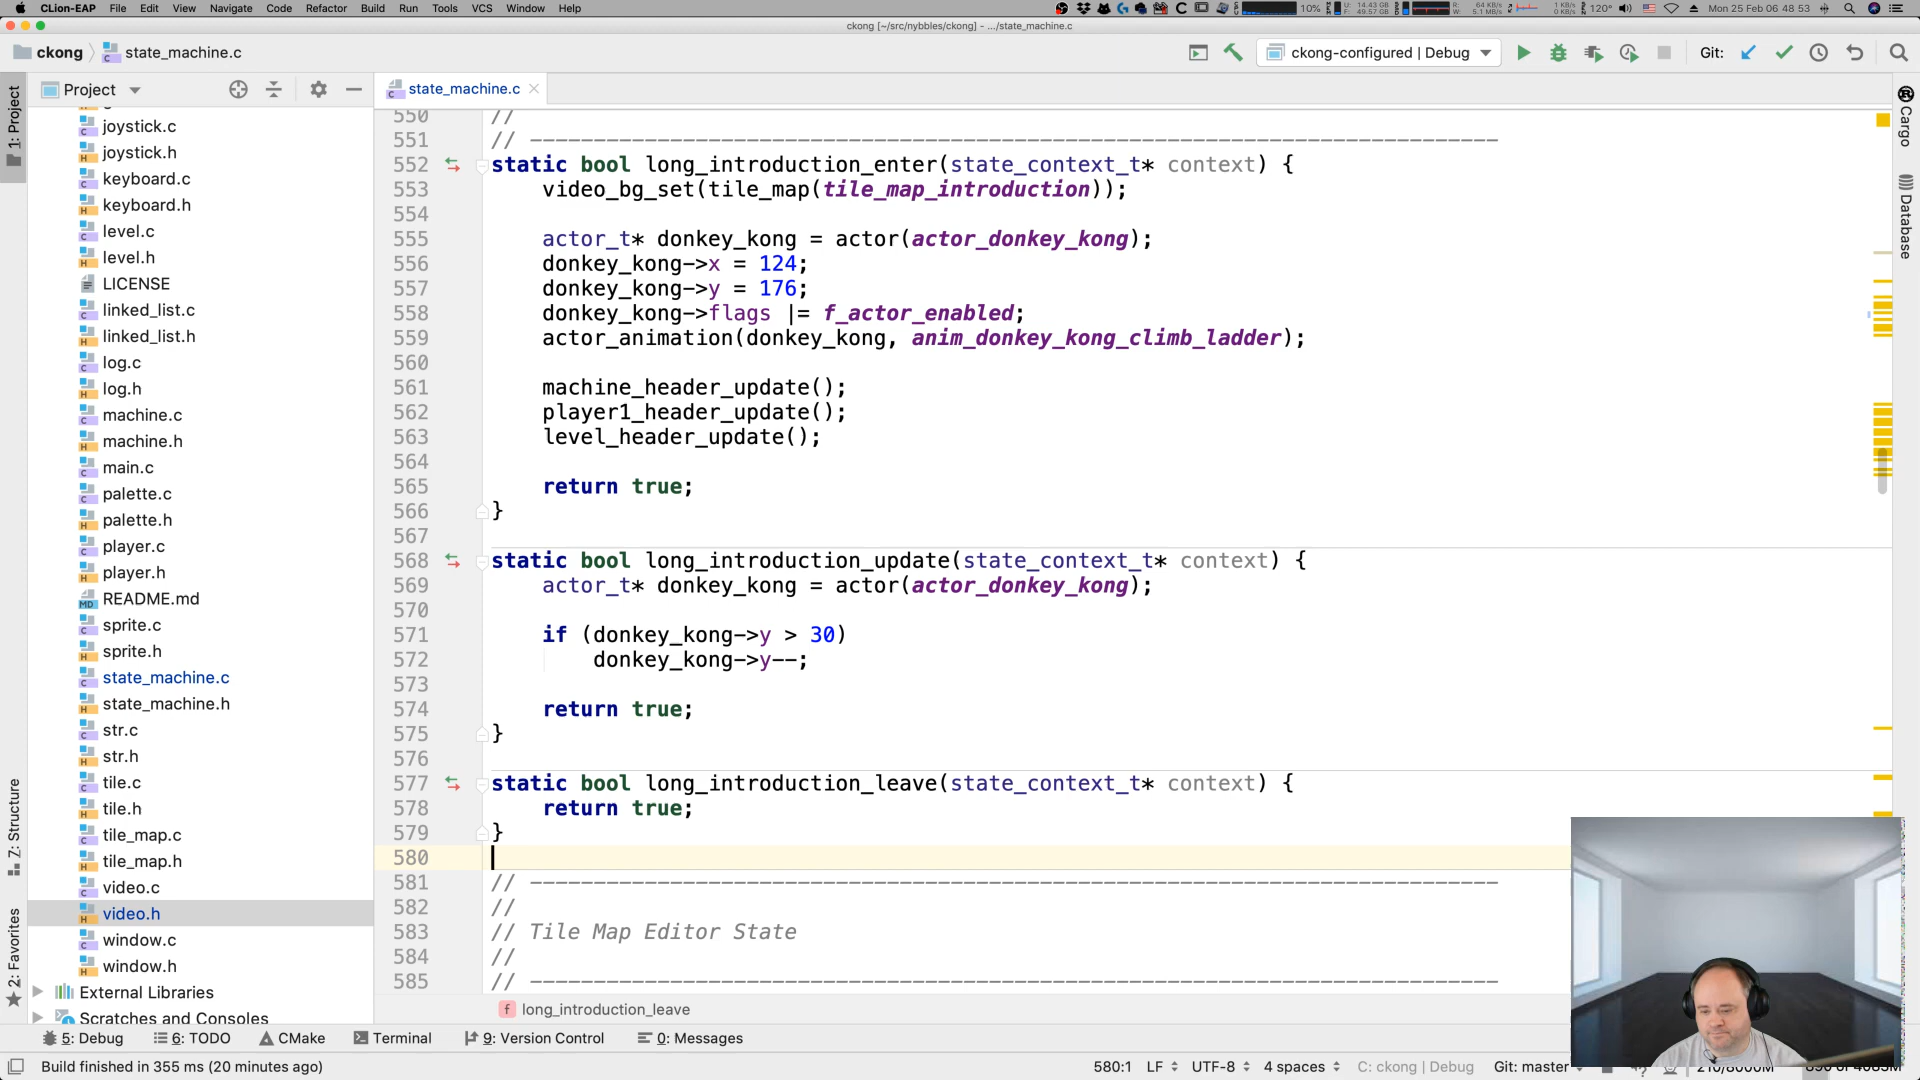 CLion-EAP File Edit View Navigate Code Refactor Build Run Tools VCS Window Help 10% 120° Mon 25 Feb 06 48 53
ckong [~/src/nybbles/ckong] - .../state_machine.c
ckong state_machine.c ckong-configured | Debug Git:
1: Project
Project
state_machine.c
joystick.c
joystick.h
keyboard.c
keyboard.h
level.c
level.h
LICENSE
linked_list.c
linked_list.h
log.c
log.h
machine.c
machine.h
main.c
palette.c
palette.h
player.c
player.h
README.md
sprite.c
sprite.h
state_machine.c
state_machine.h
str.c
str.h
tile.c
tile.h
tile_map.c
tile_map.h
video.c
video.h
window.c
window.h
External Libraries
Scratches and Consoles
Z: Structure
2: Favorites
550 //
551 // ----------------------------------------------------------------------------
552 static bool long_introduction_enter(state_context_t* context) {
553 video_bg_set(tile_map(tile_map_introduction));
554
555 actor_t* donkey_kong = actor(actor_donkey_kong);
556 donkey_kong->x = 124;
557 donkey_kong->y = 176;
558 donkey_kong->flags |= f_actor_enabled;
559 actor_animation(donkey_kong, anim_donkey_kong_climb_ladder);
560
561 machine_header_update();
562 player1_header_update();
563 level_header_update();
564
565 return true;
566 }
567
568 static bool long_introduction_update(state_context_t* context) {
569 actor_t* donkey_kong = actor(actor_donkey_kong);
570
571 if (donkey_kong->y > 30)
572 donkey_kong->y--;
573
574 return true;
575 }
576
577 static bool long_introduction_leave(state_context_t* context) {
578 return true;
579 }
580
581 // ----------------------------------------------------------------------------
582 //
583 // Tile Map Editor State
584 //
585 // ----------------------------------------------------------------------------
f long_introduction_leave
Cargo
Database
5: Debug 6: TODO CMake Terminal 9: Version Control 0: Messages
Build finished in 355 ms (20 minutes ago) 580:1 LF UTF-8 4 spaces C: ckong | Debug Git: master